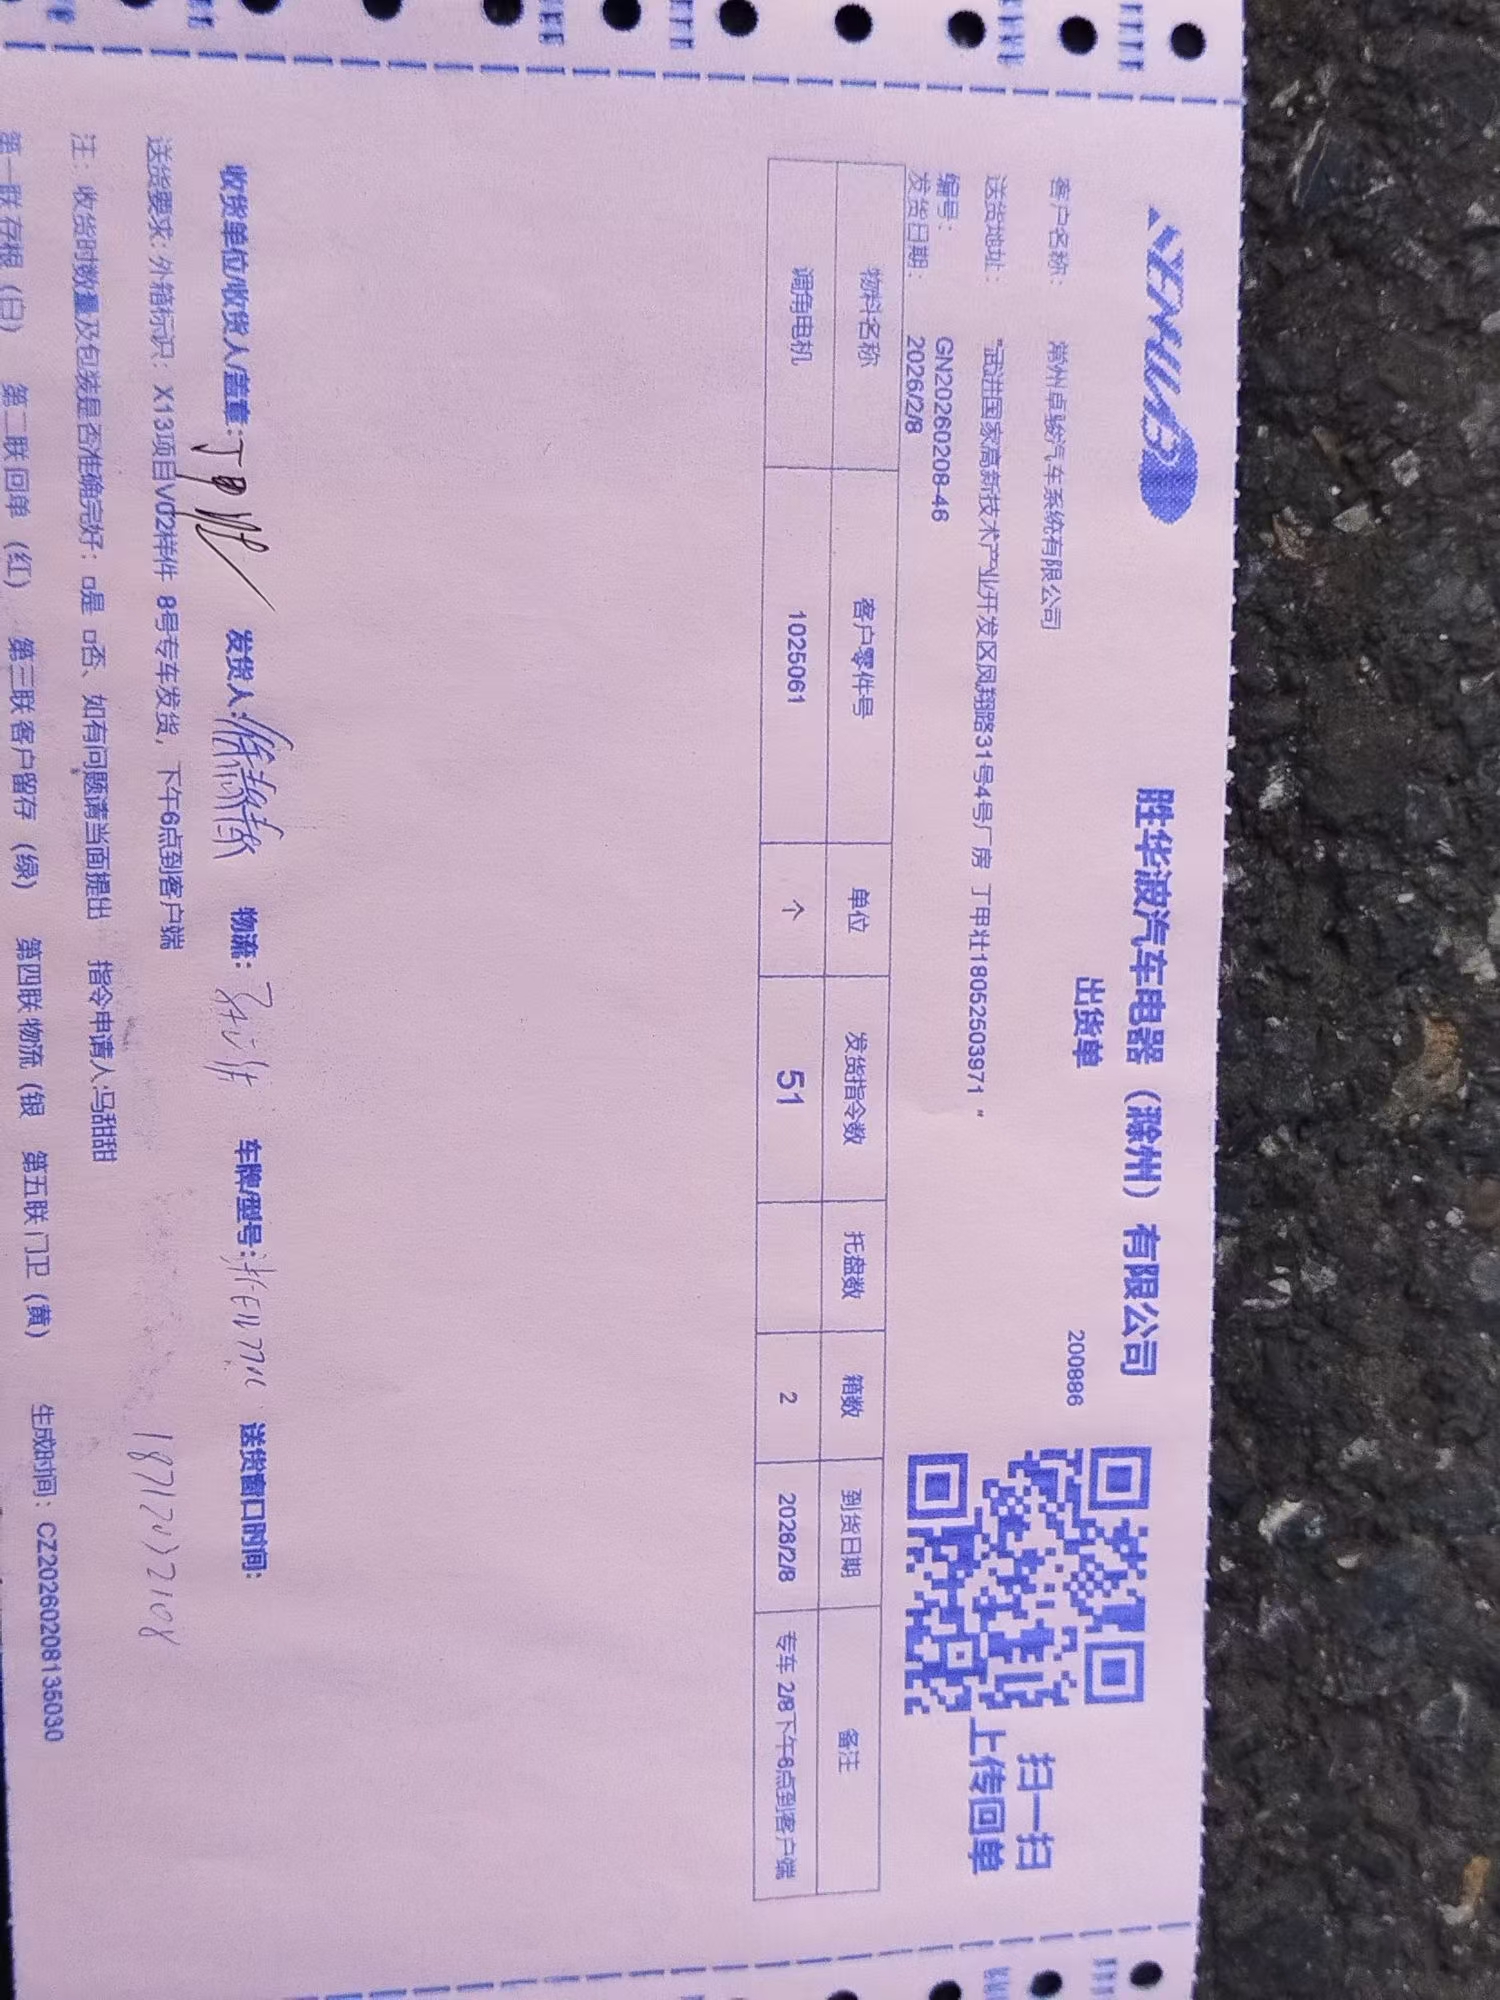 SENHWAB
胜华波汽车电器（滁州）有限公司
出货单
200886
扫一扫
上传回单
客户名称： 常州卓骏汽车系统有限公司
送货地址： "武进国家高新技术产业开发区凤翔路31号4号厂房 丁甲壮18052503971 "
编号： GN20260208-46
发货日期： 2026/2/8
物料名称 客户零件号 单位 发货指令数 托盘数 箱数 到货日期 备注
调角电机 1025061 个 51 2 2026/2/8 专车 2/8下午6点到客户端
收货单位/收货人/盖章: 丁甲壮 发货人: 物流: 车牌/型号: 送货窗口时间:
送货要求: 外箱标识：X13项目V02样件 8号专车发货，下午6点到客户端
注：收货时数量及包装是否准确完好：□是 □否、如有问题请当面提出 指令申请人:马甜甜
第一联存根（白） 第二联回单（红） 第三联客户留存（绿） 第四联物流（银 第五联门卫（黄） 生成时间：CZ20260208135030